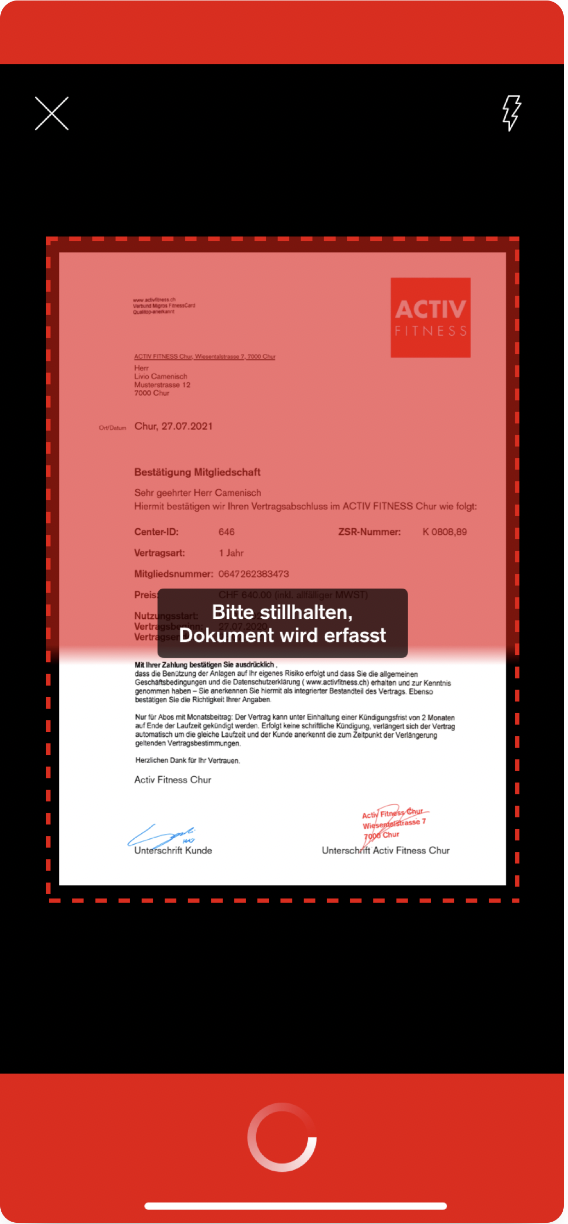 www.activfitness.ch
Verbund Migros FitnessCard
Qualitop-anerkannt
ACTIV
FITNESS
ACTIV FITNESS Chur, Wiesentalstrasse 7, 7000 Chur
Herr
Livio Camenisch
Musterstrasse 12
7000 Chur
Ort/Datum Chur, 27.07.2021
Bestätigung Mitgliedschaft
Sehr geehrter Herr Camenisch
Hiermit bestätigen wir Ihren Vertragsabschluss im ACTIV FITNESS Chur wie folgt:
Center-ID: 646 ZSR-Nummer: K 0808,89
Vertragsart: 1 Jahr
Mitgliedsnummer: 0647262383473
Preis: CHF 640.00 (inkl. allfälliger MWST)
Nutzungsstart:
Vertragsbeginn: 27.07.2020
Bitte stillhalten,
Dokument wird erfasst
Mit Ihrer Zahlung bestätigen Sie ausdrücklich,
dass die Benützung der Anlagen auf ihr eigenes Risiko erfolgt und dass Sie die allgemeinen
Geschäftsbedingungen und die Datenschutzerklärung ( www.activfitness.ch) erhalten und zur Kenntnis
genommen haben – Sie anerkennen Sie hiermit als integrierter Bestandteil des Vertrags. Ebenso
bestätigen Sie die Richtigkeit Ihrer Angaben.
Nur für Abos mit Monatsbeitrag: Der Vertrag kann unter Einhaltung einer Kündigungsfrist von 2 Monaten
auf Ende der Laufzeit gekündigt werden. Erfolgt keine schriftliche Kündigung, verlängert sich der Vertrag
automatisch um die gleiche Laufzeit und der Kunde anerkennt die zum Zeitpunkt der Verlängerung
geltenden Vertragsbestimmungen.
Herzlichen Dank für Ihr Vertrauen.
Activ Fitness Chur
Activ Fitness Chur
Wiesentalstrasse 7
7000 Chur
Unterschrift Kunde Unterschrift Activ Fitness Chur